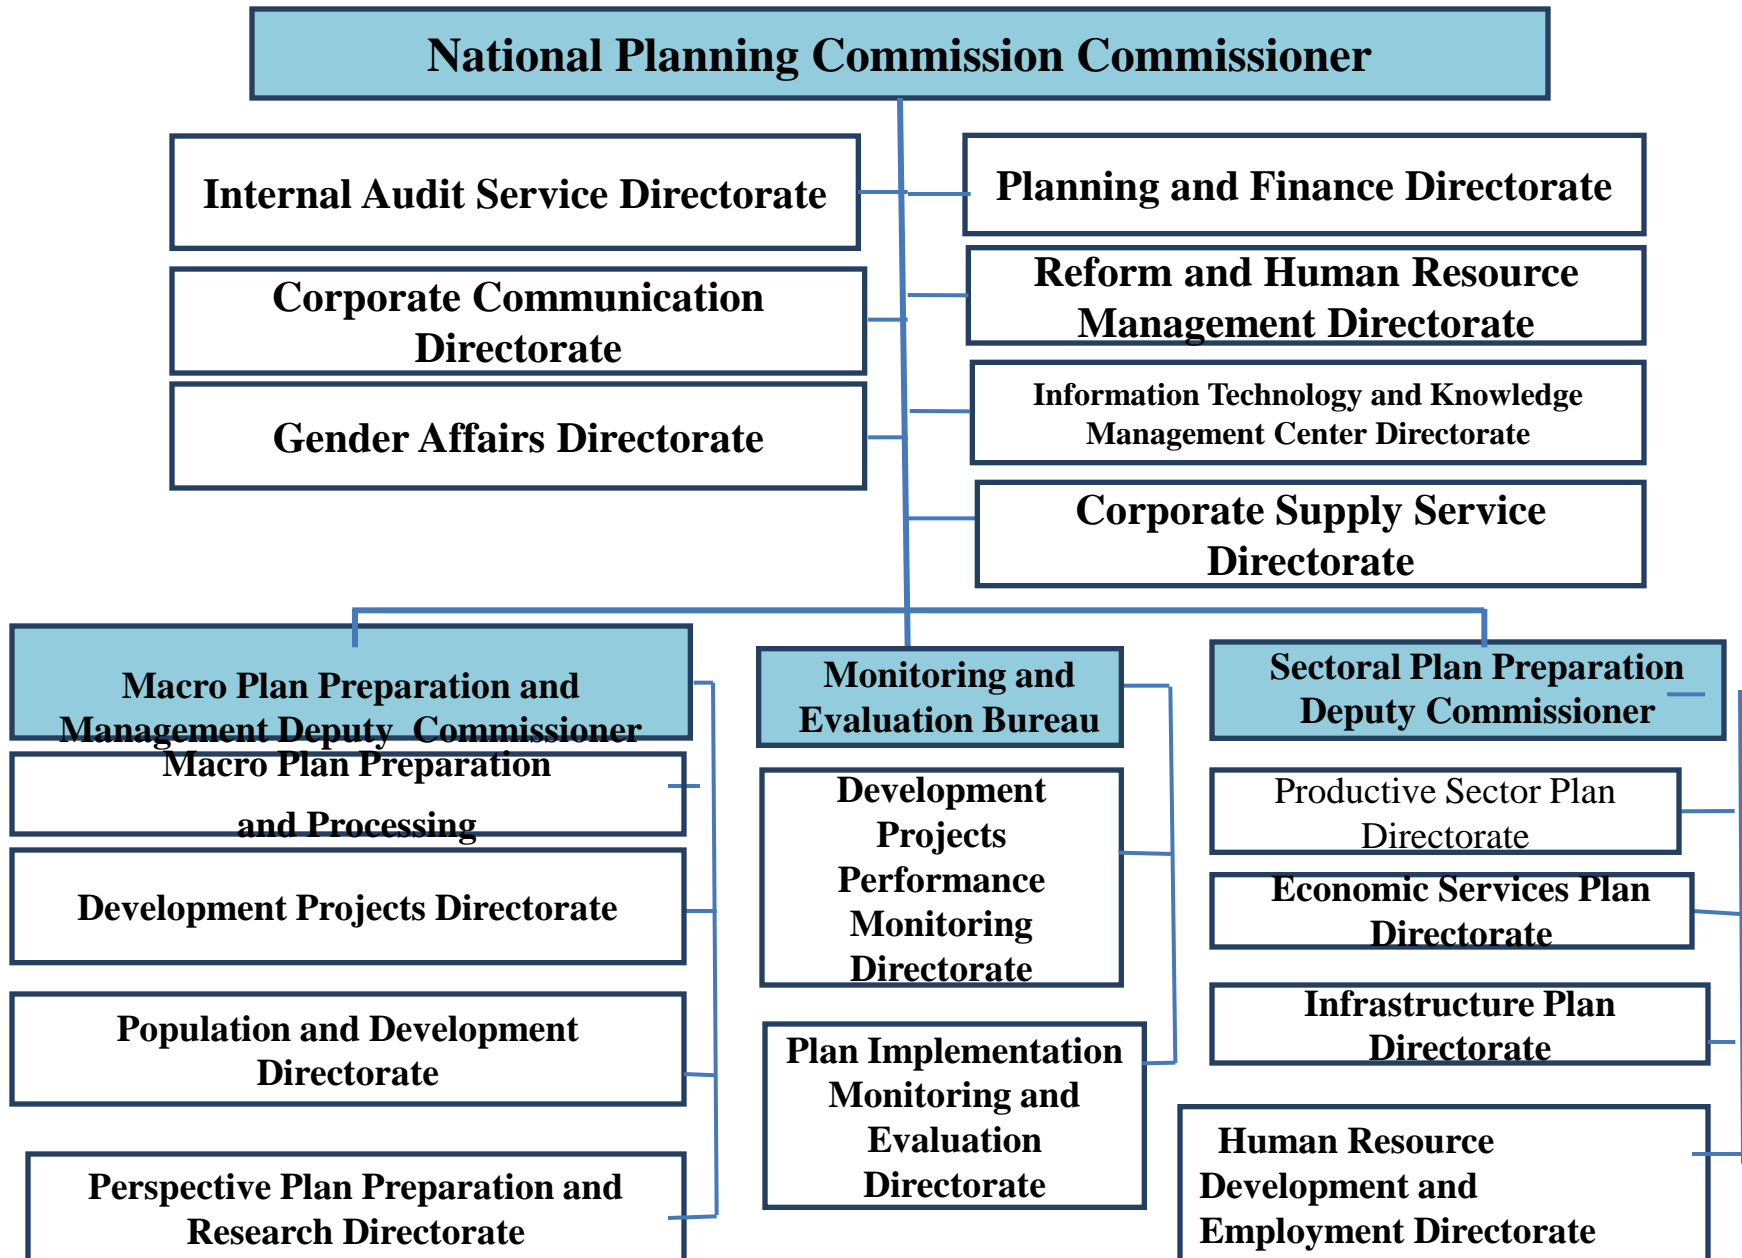 National Planning Commission Commissioner
Internal Audit Service Directorate
Planning and Finance Directorate
Corporate Communication
Directorate
Reform and Human Resource
Management Directorate
Gender Affairs Directorate
Information Technology and Knowledge
Management Center Directorate
Corporate Supply Service
Directorate
Macro Plan Preparation and
Management Deputy Commissioner
Macro Plan Preparation
and Processing
Development Projects Directorate
Population and Development
Directorate
Perspective Plan Preparation and
Research Directorate
Monitoring and
Evaluation Bureau
Development
Projects
Performance
Monitoring
Directorate
Plan Implementation
Monitoring and
Evaluation
Directorate
Sectoral Plan Preparation
Deputy Commissioner
Productive Sector Plan
Directorate
Economic Services Plan
Directorate
Infrastructure Plan
Directorate
Human Resource
Development and
Employment Directorate